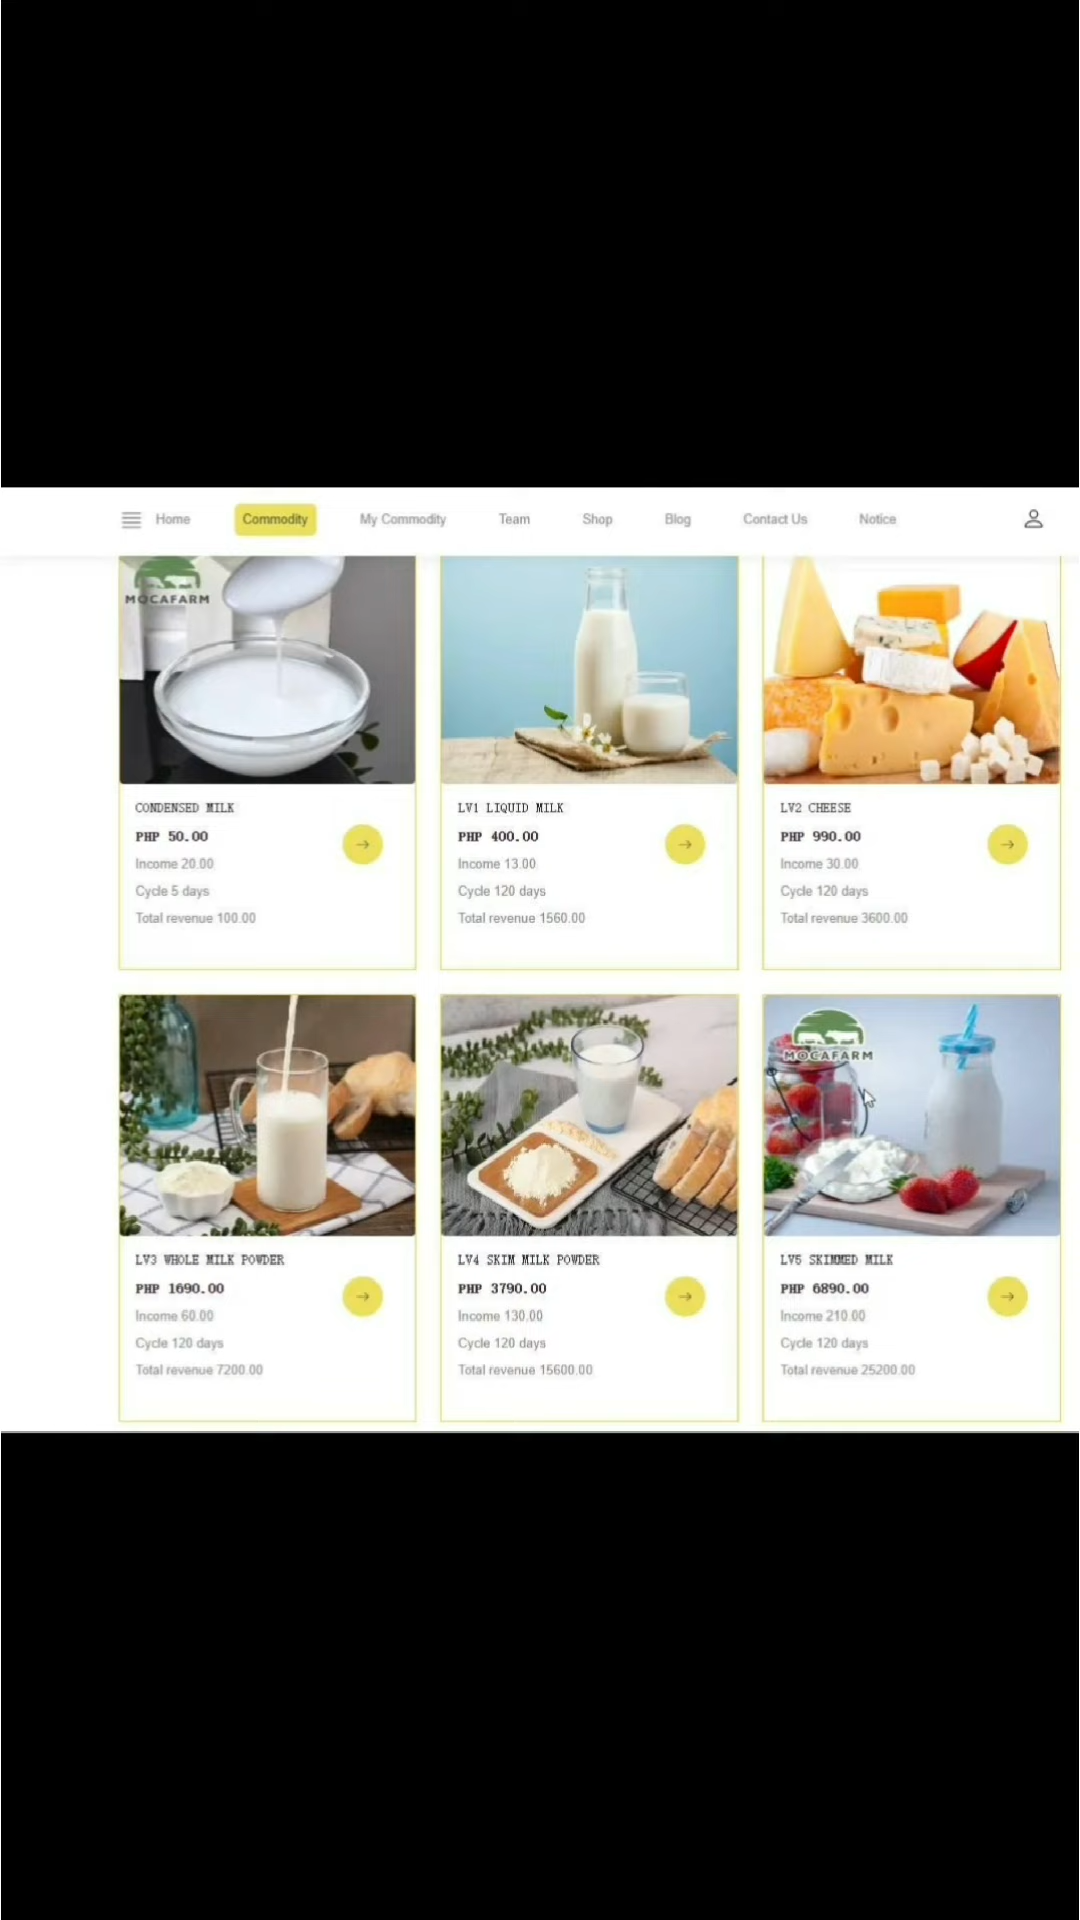 Home Commodity My Commodity Team Shop Blog Contact Us Notice
MOCAFARM
CONDENSED MILK
PHP 50.00
Income 20.00
Cycle 5 days
Total revenue 100.00
LV1 LIQUID MILK
PHP 400.00
Income 13.00
Cycle 120 days
Total revenue 1560.00
LV2 CHEESE
PHP 990.00
Income 30.00
Cycle 120 days
Total revenue 3600.00
LV3 WHOLE MILK POWDER
PHP 1690.00
Income 60.00
Cycle 120 days
Total revenue 7200.00
LV4 SKIM MILK POWDER
PHP 3790.00
Income 130.00
Cycle 120 days
Total revenue 15600.00
MOCAFARM
LV5 SKIMMED MILK
PHP 6890.00
Income 210.00
Cycle 120 days
Total revenue 25200.00